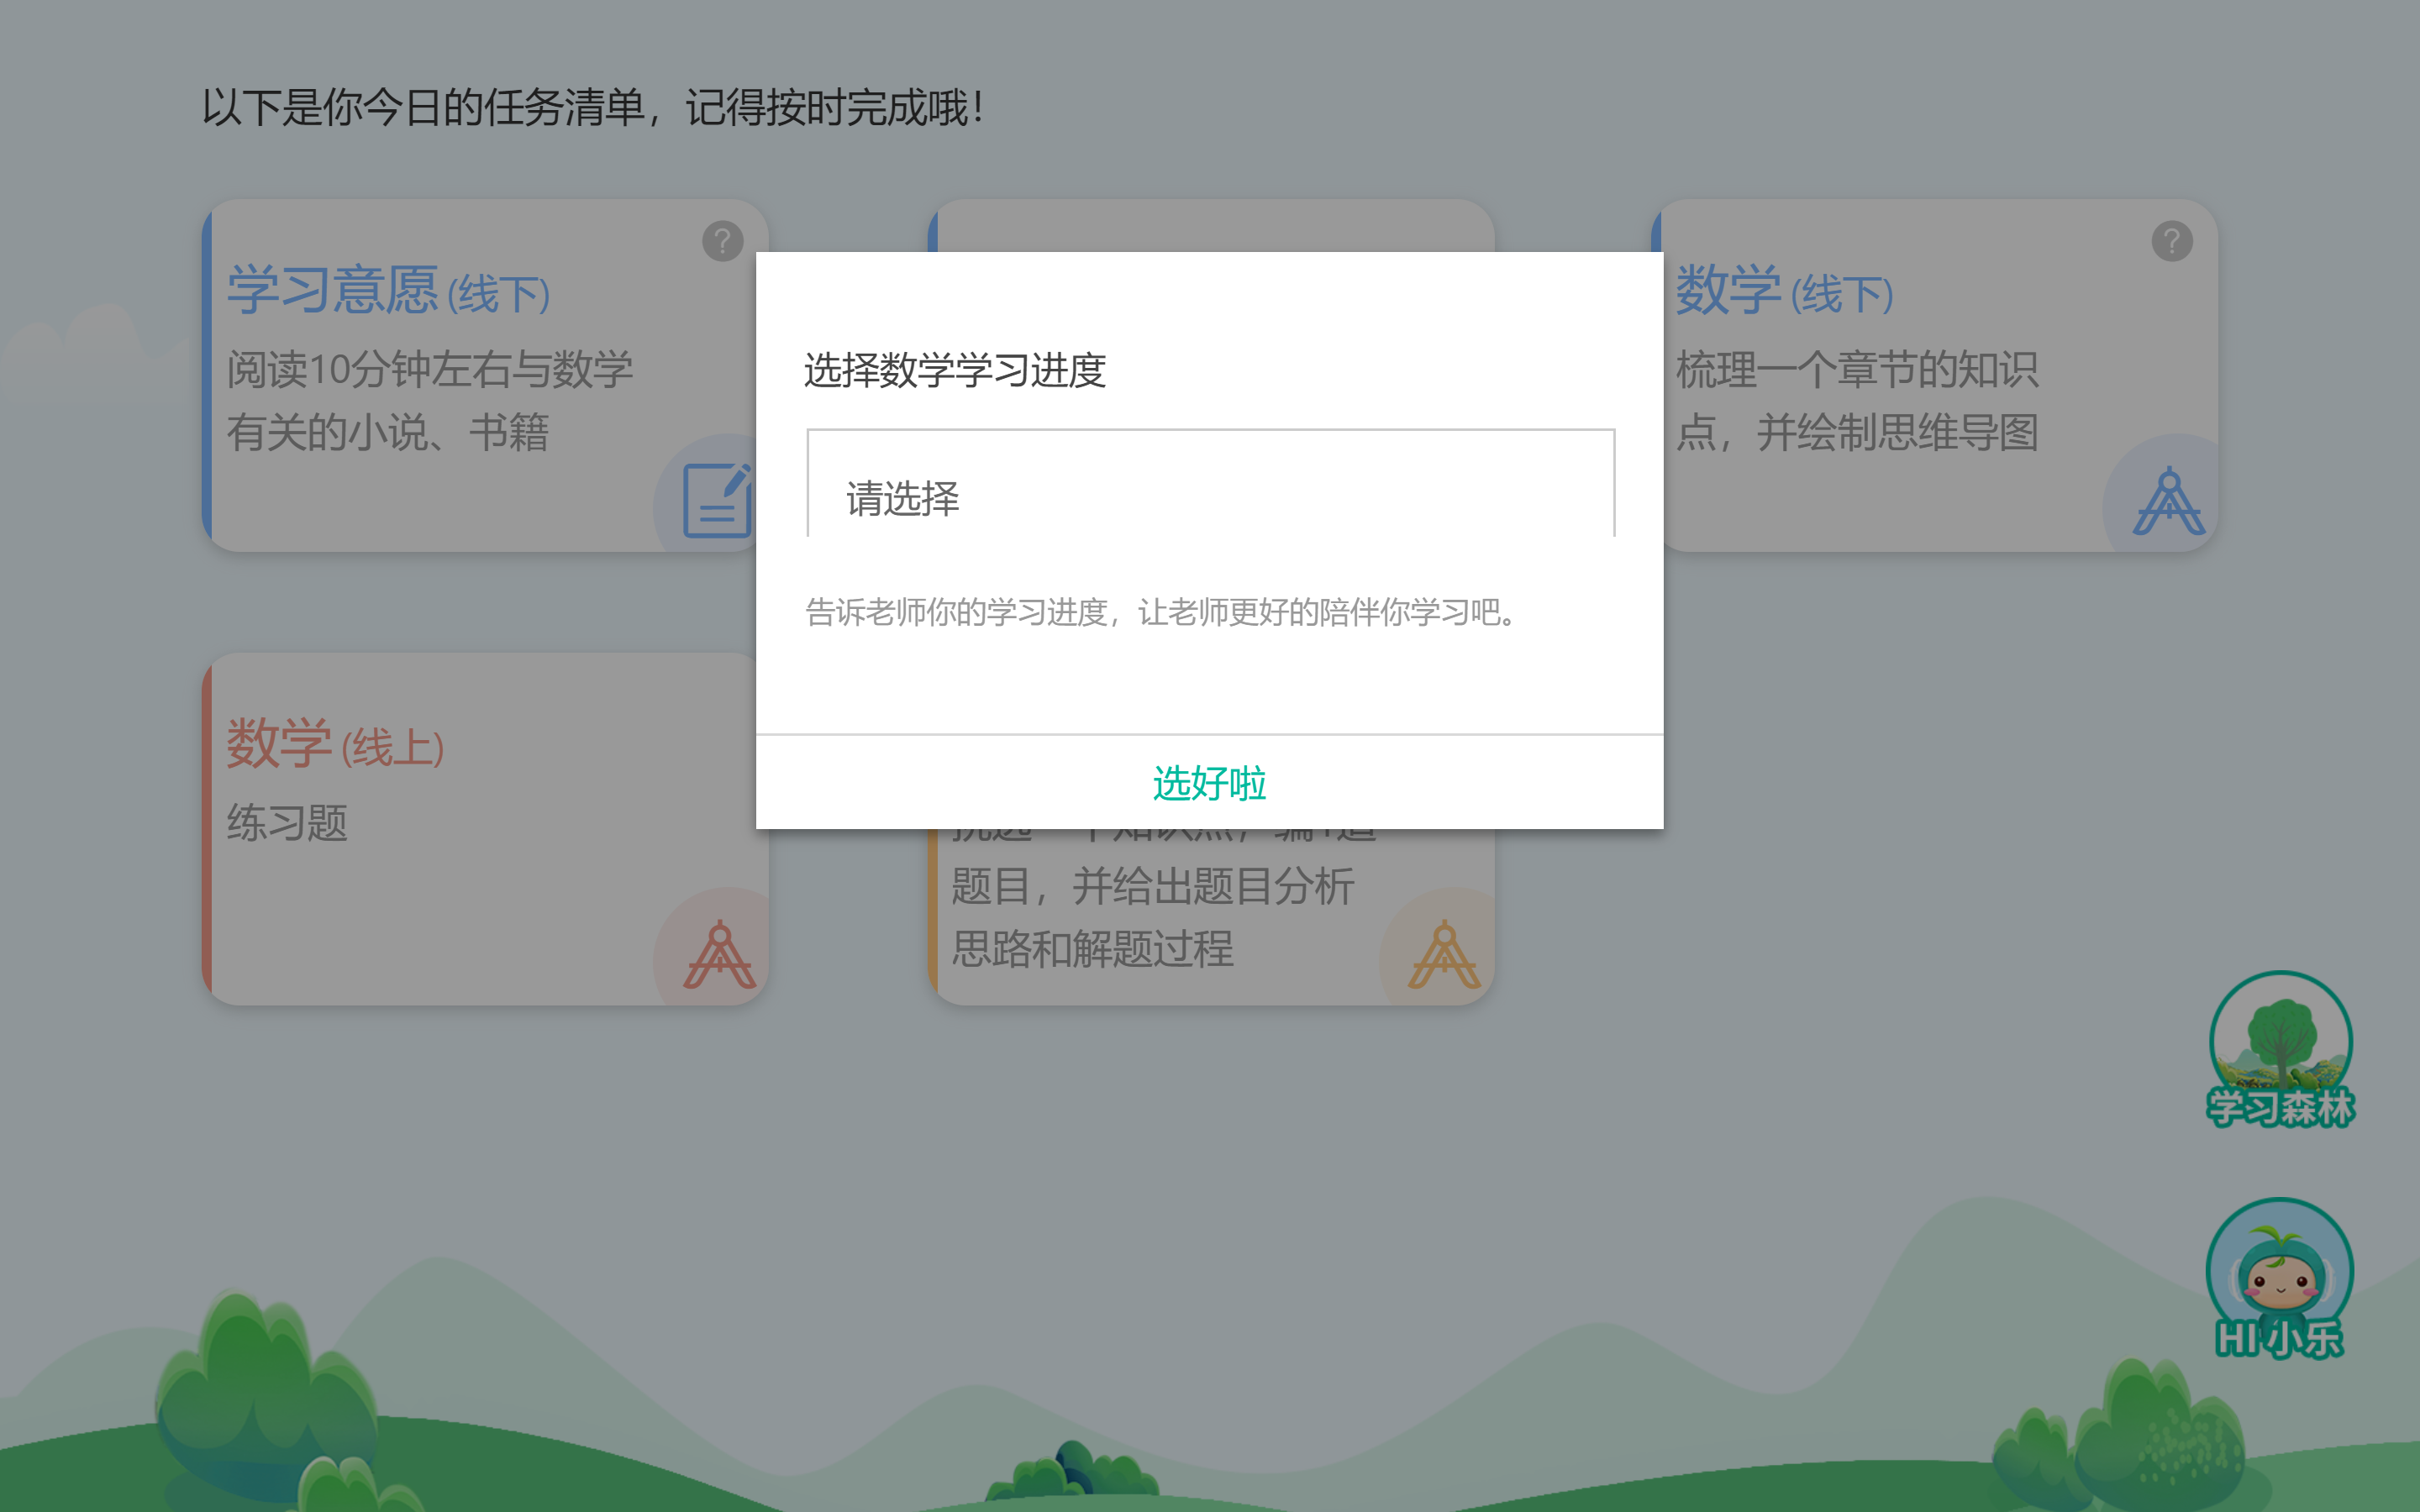 以下是你今日的任务清单，记得按时完成哦！
学习意愿 (线下)
阅读10分钟左右与数学
有关的小说、书籍
数学 (线下)
梳理一个章节的知识
点，并绘制思维导图
选择数学学习进度
请选择
告诉老师你的学习进度，让老师更好的陪伴你学习吧。
选好啦
数学 (线上)
练习题
题目，并给出题目分析
思路和解题过程
学习森林
HI 小乐